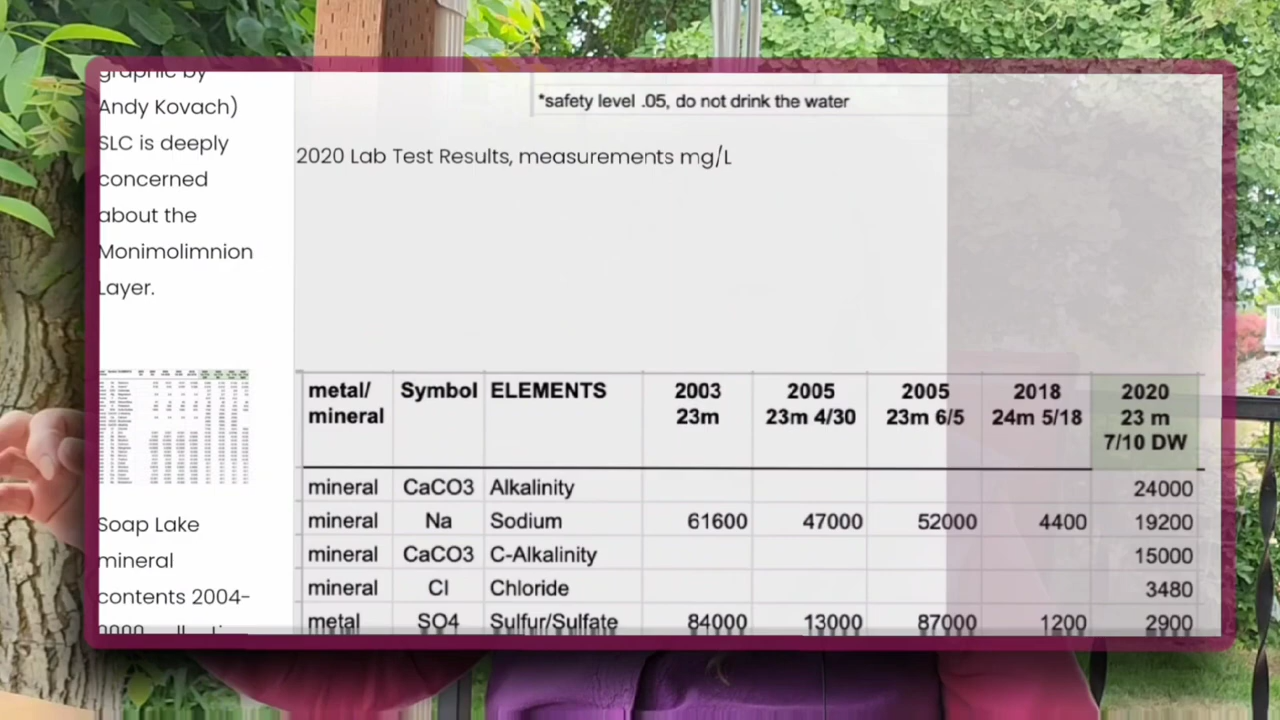 graphic by
Andy Kovach)
SLC is deeply
concerned
about the
Monimolimnion
Layer.
Soap Lake
mineral
contents 2004-
*safety level .05, do not drink the water
2020 Lab Test Results, measurements mg/L
metal/ mineral Symbol ELEMENTS 2003 23m 2005 23m 4/30 2005 23m 6/5 2018 24m 5/18 2020 23 m 7/10 DW
mineral CaCO3 Alkalinity 24000
mineral Na Sodium 61600 47000 52000 4400 19200
mineral CaCO3 C-Alkalinity 15000
mineral Cl Chloride 3480
metal SO4 Sulfur/Sulfate 84000 13000 87000 1200 2900